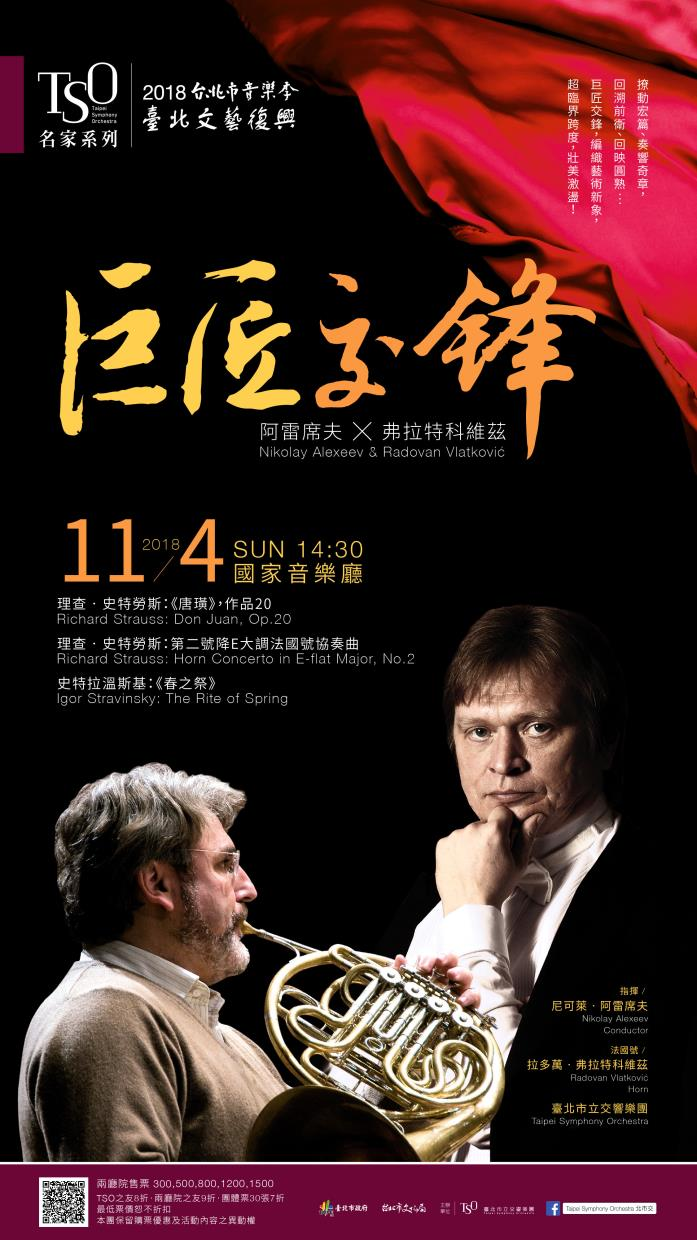 TSO
Taipei
Symphony
Orchestra
名家系列
2018 台北市音樂季
臺北文藝復興
撩動宏篇、奏響奇章，
回溯前衛、回映圓熟…
巨匠交鋒，編織藝術新象，
超臨界跨度，壯美激盪！
巨匠交鋒
阿雷席夫 × 弗拉特科維茲
Nikolay Alexeev & Radovan Vlatković
2018 11/4 SUN 14:30
國家音樂廳
理查・史特勞斯：《唐璜》，作品20
Richard Strauss: Don Juan, Op.20
理查・史特勞斯：第二號降E大調法國號協奏曲
Richard Strauss: Horn Concerto in E-flat Major, No.2
史特拉溫斯基：《春之祭》
Igor Stravinsky: The Rite of Spring
指揮 /
尼可萊・阿雷席夫
Nikolay Alexeev
Conductor
法國號 /
拉多萬・弗拉特科維茲
Radovan Vlatković
Horn
臺北市立交響樂團
Taipei Symphony Orchestra
兩廳院售票 300,500,800,1200,1500
TSO之友8折・兩廳院之友9折・團體票30張7折
最低票價恕不折扣
本團保留購票優惠及活動內容之異動權
臺北市政府
台北市文化局
主辦
單位
TSO
臺北市立交響樂團
Taipei Symphony Orchestra 北市交